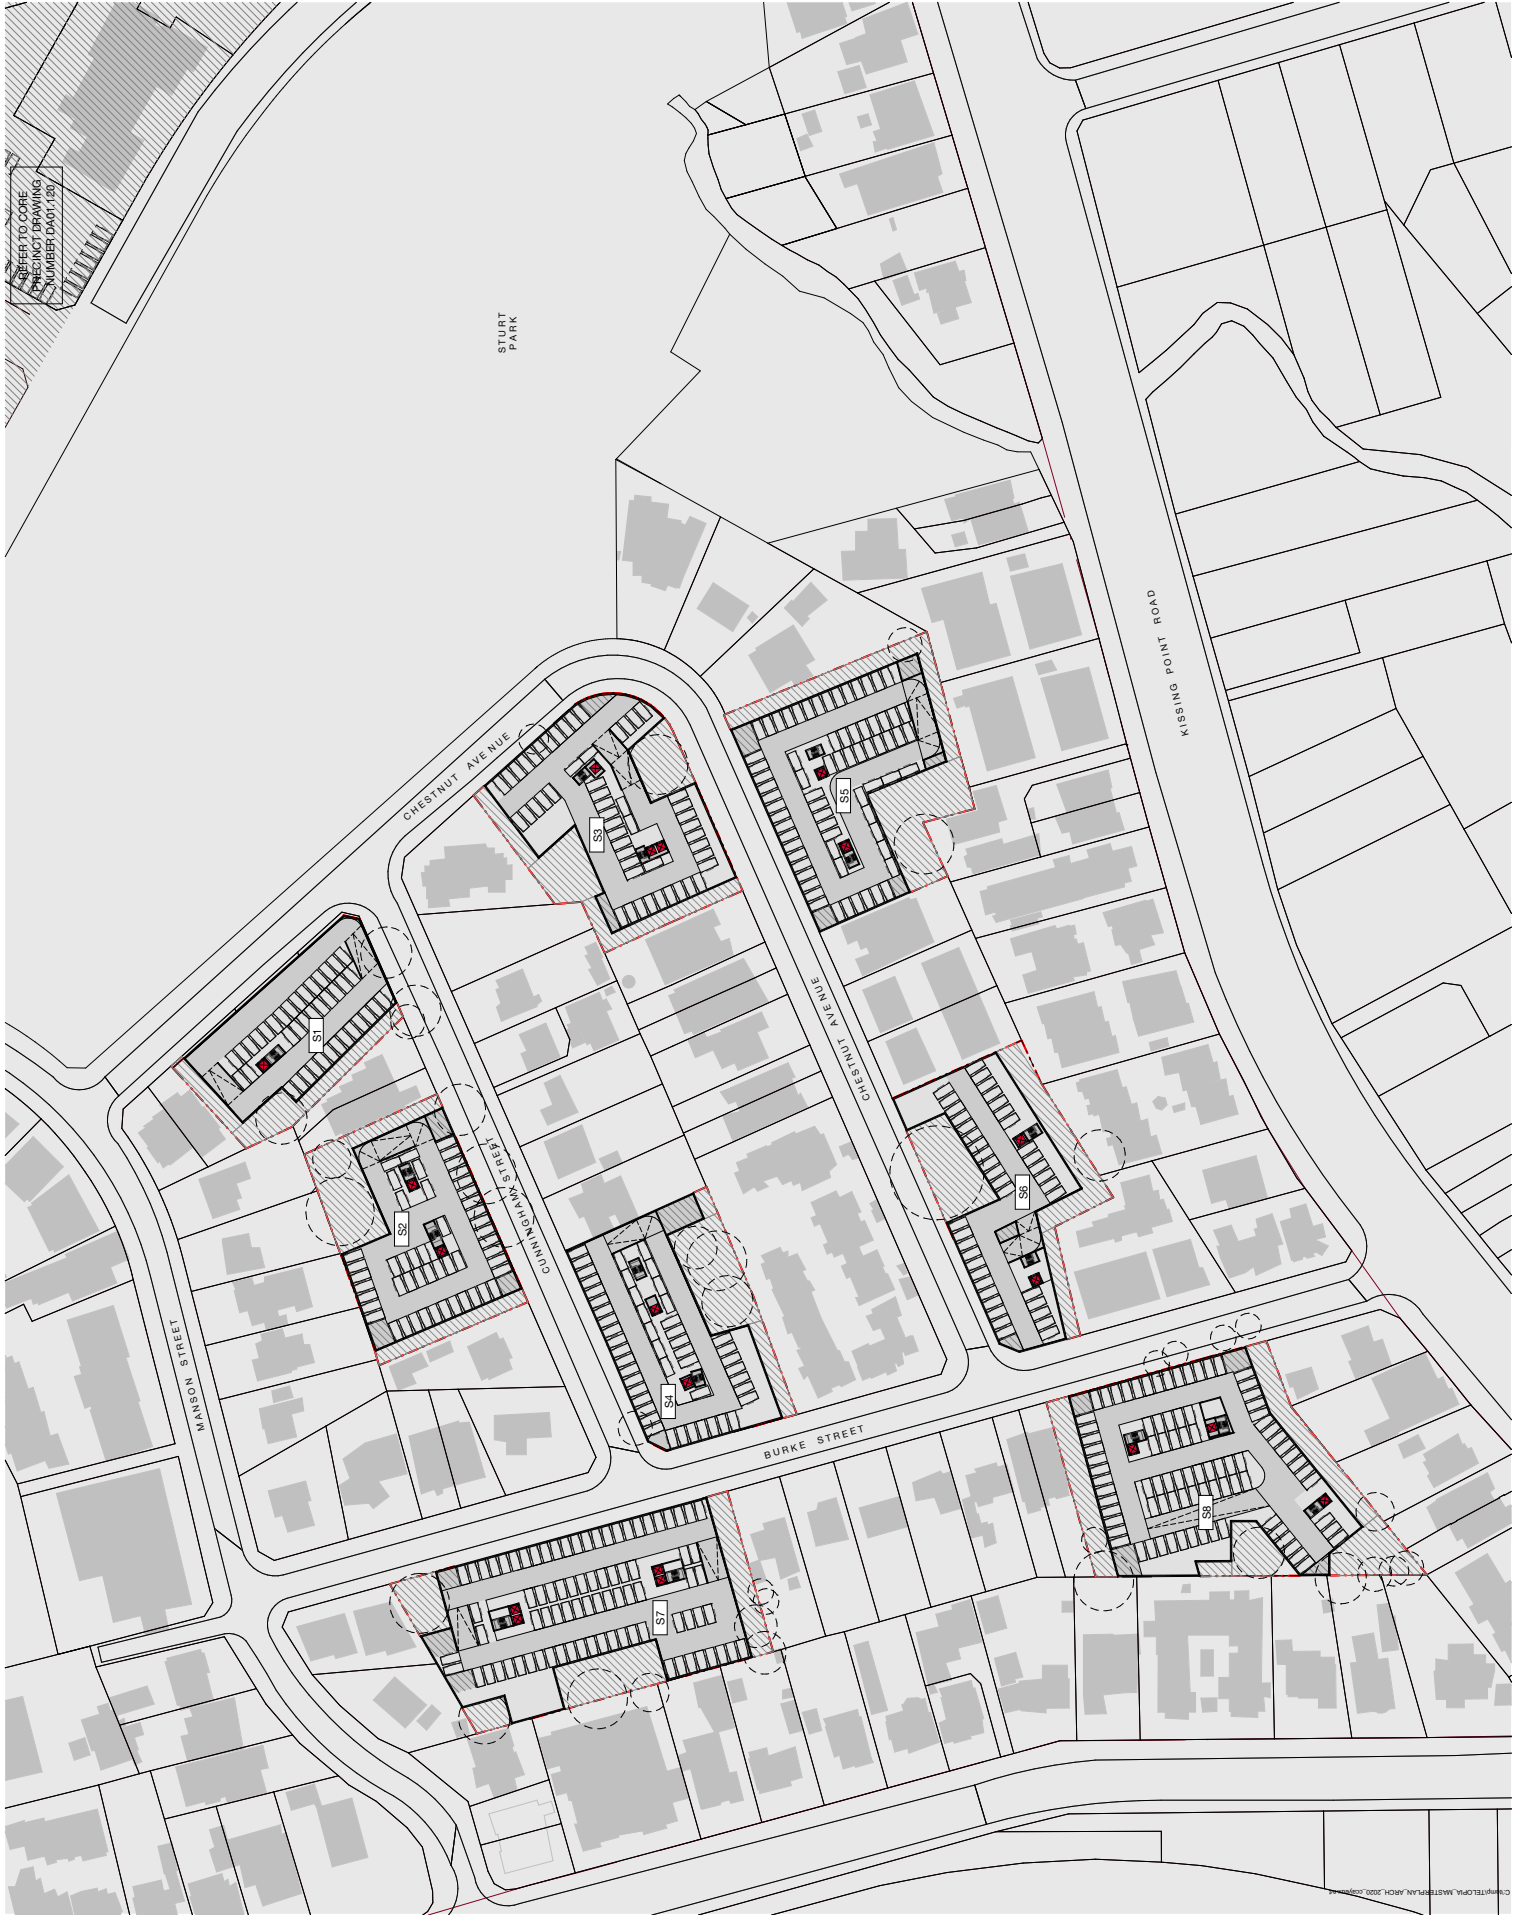 REFER TO CORE
PRECINCT DRAWING
NUMBER DA01.120
STURT
PARK
CHESTNUT AVENUE
KISSING POINT ROAD
S3
S5
S1
CHESTNUT AVENUE
S2
CUNNINGHAM STREET
S6
MANSON STREET
S4
BURKE STREET
S8
S7